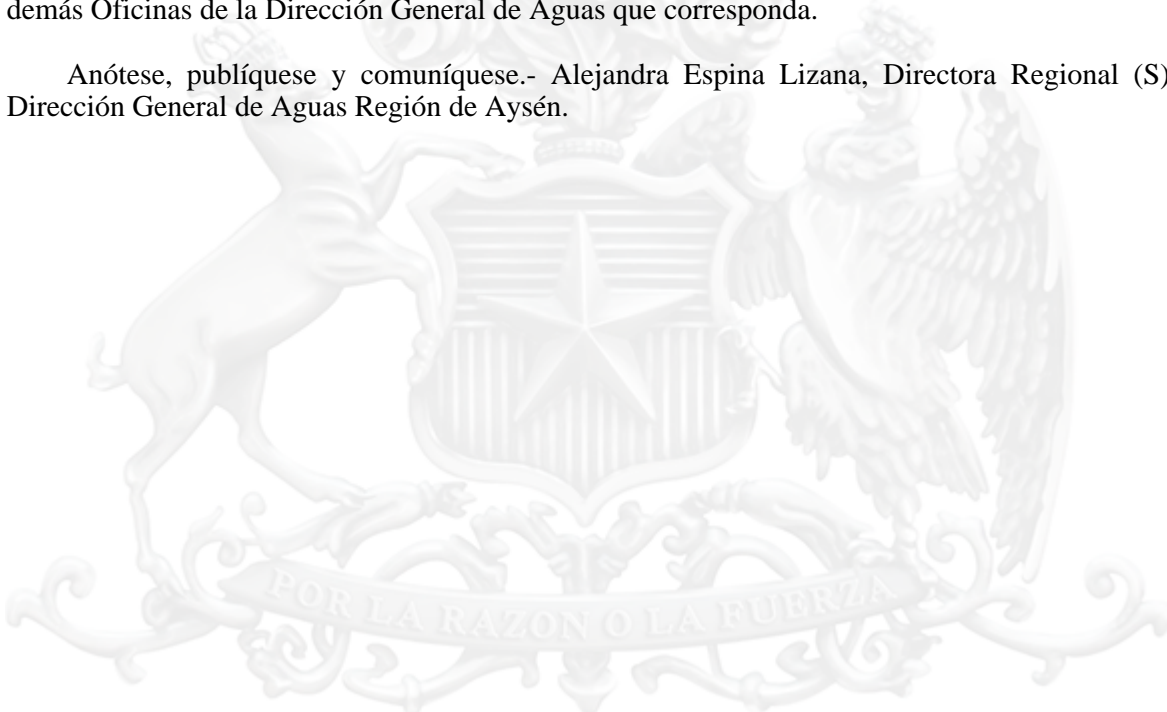 demás Oficinas de la Dirección General de Aguas que corresponda.
Anótese, publíquese y comuníquese.- Alejandra Espina Lizana, Directora Regional (S)
Dirección General de Aguas Región de Aysén.
POR LA RAZON O LA FUERZA